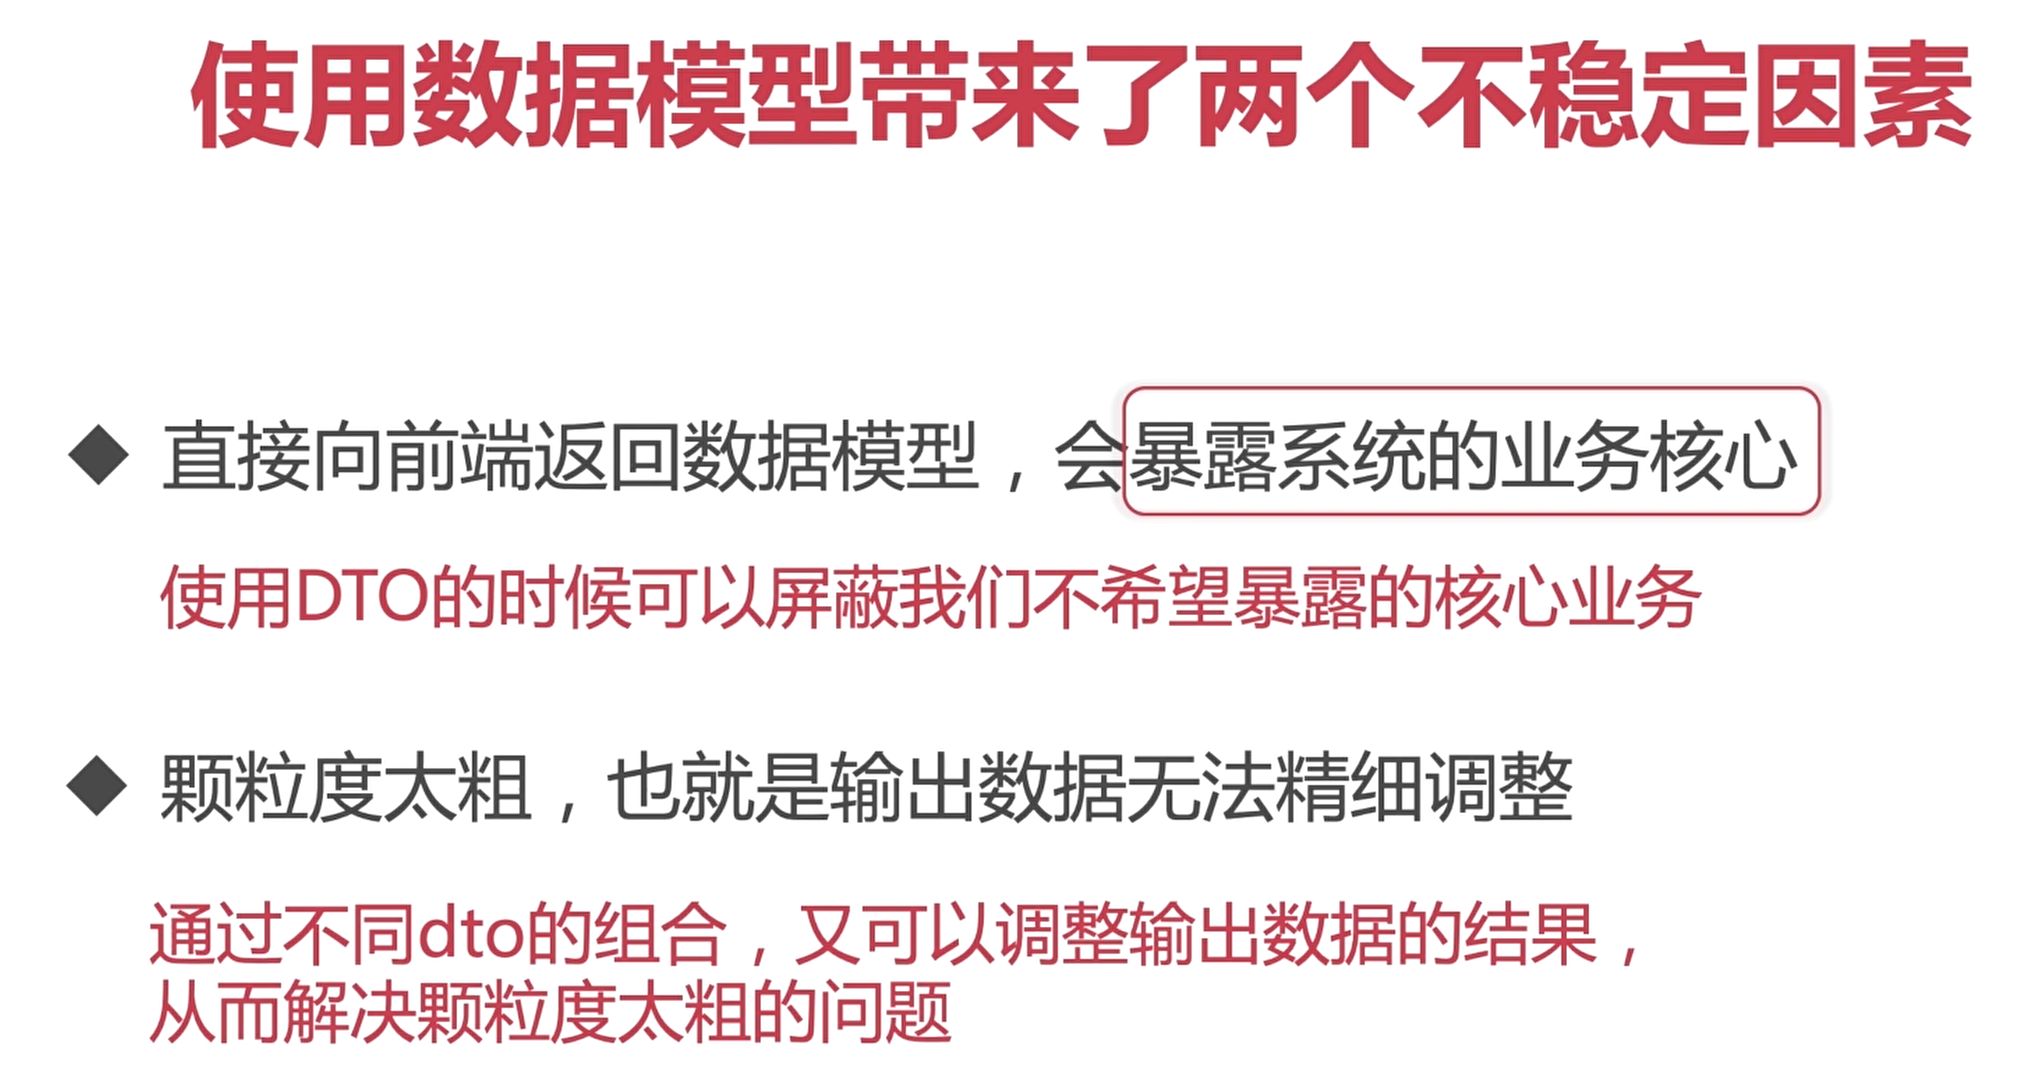 使用数据模型带来了两个不稳定因素
◆ 直接向前端返回数据模型，会暴露系统的业务核心
使用DTO的时候可以屏蔽我们不希望暴露的核心业务
◆ 颗粒度太粗，也就是输出数据无法精细调整
通过不同dto的组合，又可以调整输出数据的结果，
从而解决颗粒度太粗的问题